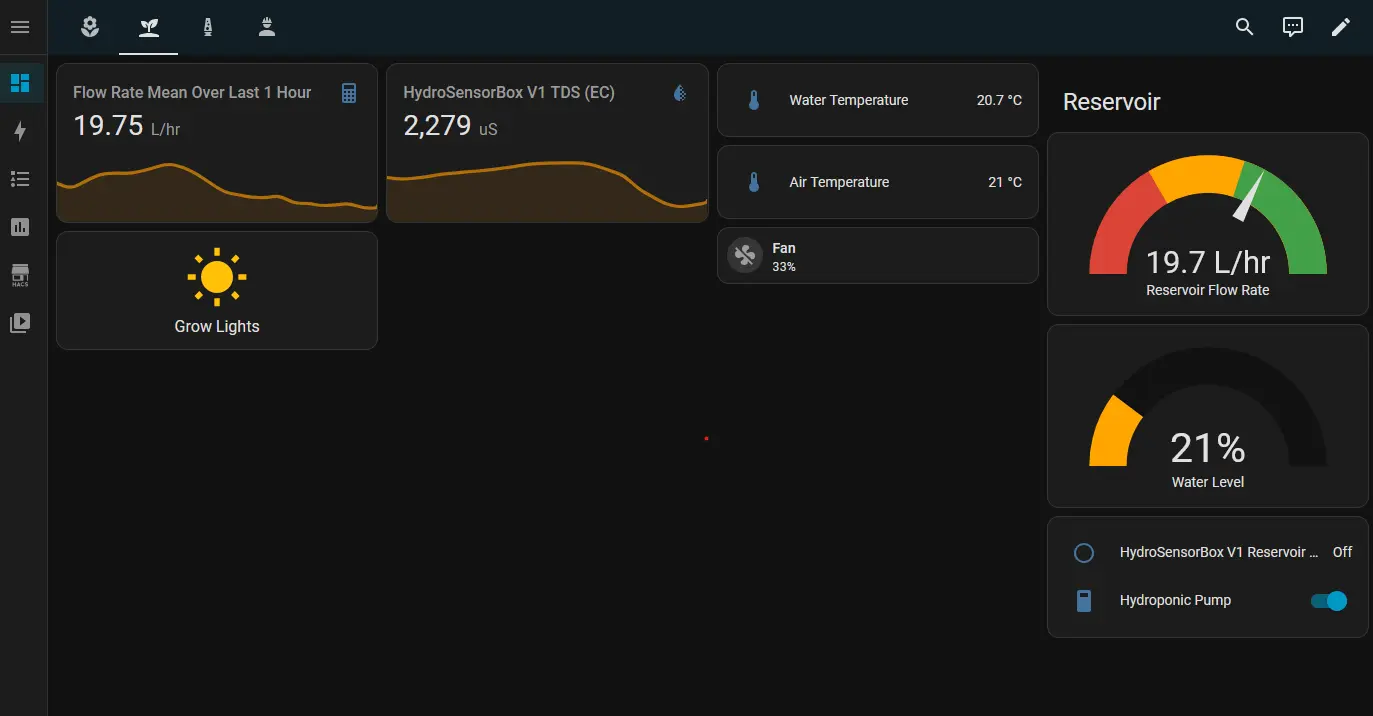 HACS
Flow Rate Mean Over Last 1 Hour
19.75 L/hr
HydroSensorBox V1 TDS (EC)
2,279 uS
Grow Lights
Water Temperature 20.7 °C
Air Temperature 21 °C
Fan
33%
Reservoir
19.7 L/hr
Reservoir Flow Rate
21%
Water Level
HydroSensorBox V1 Reservoir ... Off
Hydroponic Pump